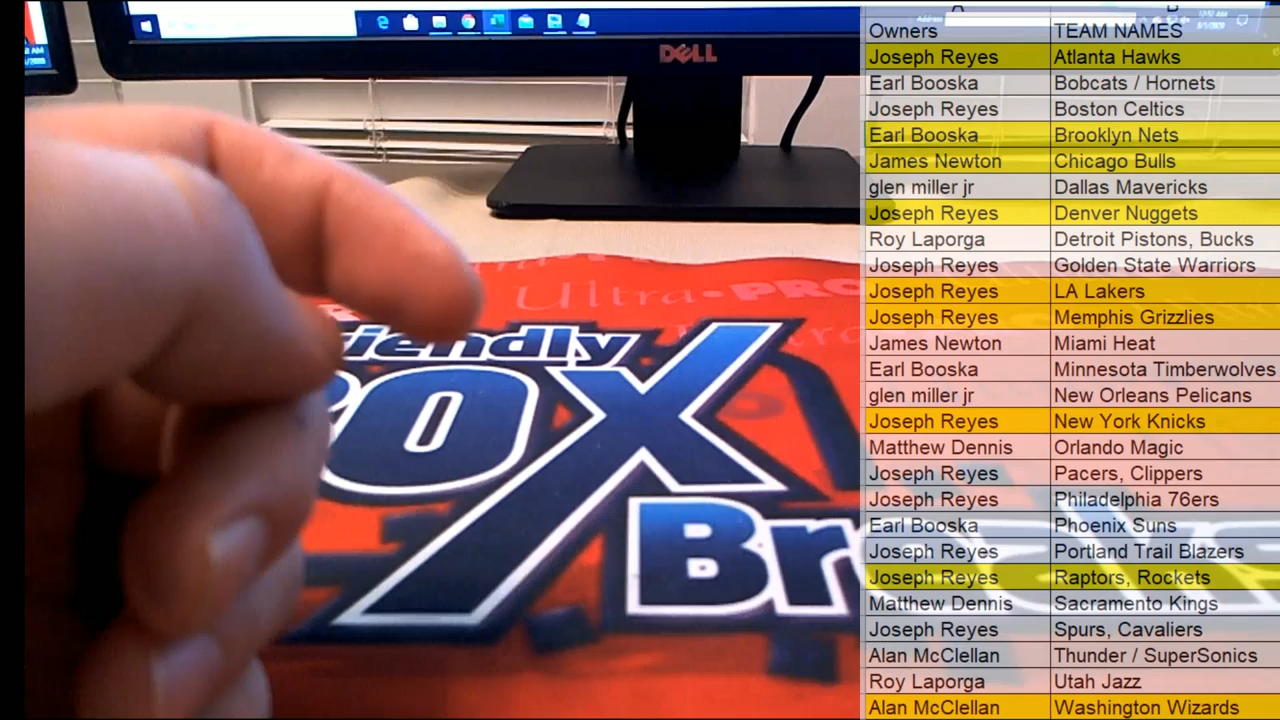 Address
12:52 AM
Owners TEAM NAMES
Joseph Reyes Atlanta Hawks
Earl Booska Bobcats / Hornets
Joseph Reyes Boston Celtics
Earl Booska Brooklyn Nets
James Newton Chicago Bulls
glen miller jr Dallas Mavericks
Joseph Reyes Denver Nuggets
Roy Laporga Detroit Pistons, Bucks
Joseph Reyes Golden State Warriors
Joseph Reyes LA Lakers
Joseph Reyes Memphis Grizzlies
James Newton Miami Heat
Earl Booska Minnesota Timberwolves
glen miller jr New Orleans Pelicans
Joseph Reyes New York Knicks
Matthew Dennis Orlando Magic
Joseph Reyes Pacers, Clippers
Joseph Reyes Philadelphia 76ers
Earl Booska Phoenix Suns
Joseph Reyes Portland Trail Blazers
Joseph Reyes Raptors, Rockets
Matthew Dennis Sacramento Kings
Joseph Reyes Spurs, Cavaliers
Alan McClellan Thunder / SuperSonics
Roy Laporga Utah Jazz
Alan McClellan Washington Wizards
DELL
Ultra•PRO
riendly
ox
Br